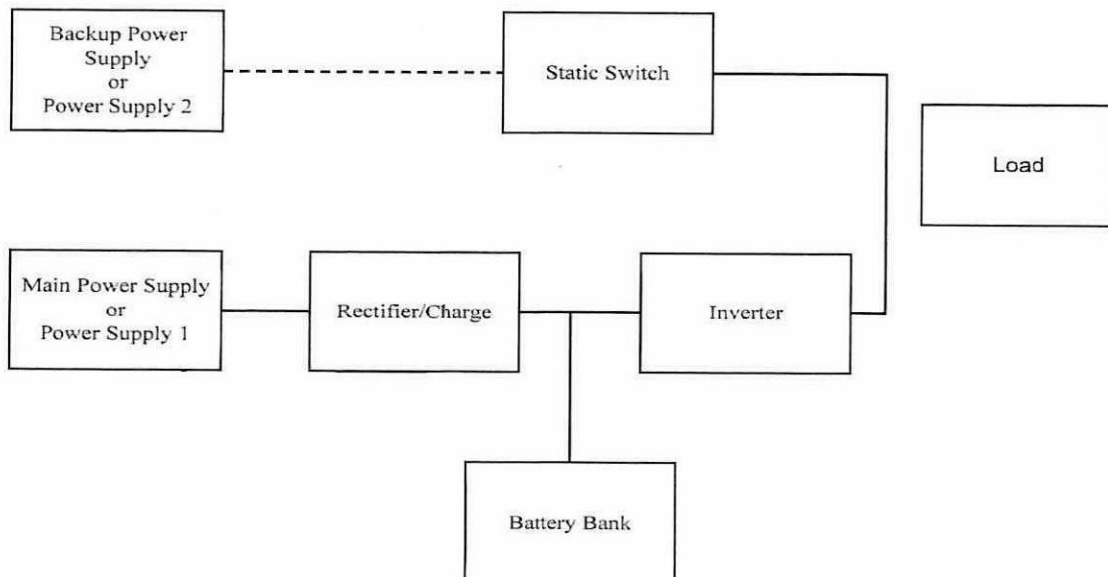 Backup Power
Supply
or
Power Supply 2
Static Switch
Load
Main Power Supply
or
Power Supply 1
Rectifier/Charge
Inverter
Battery Bank